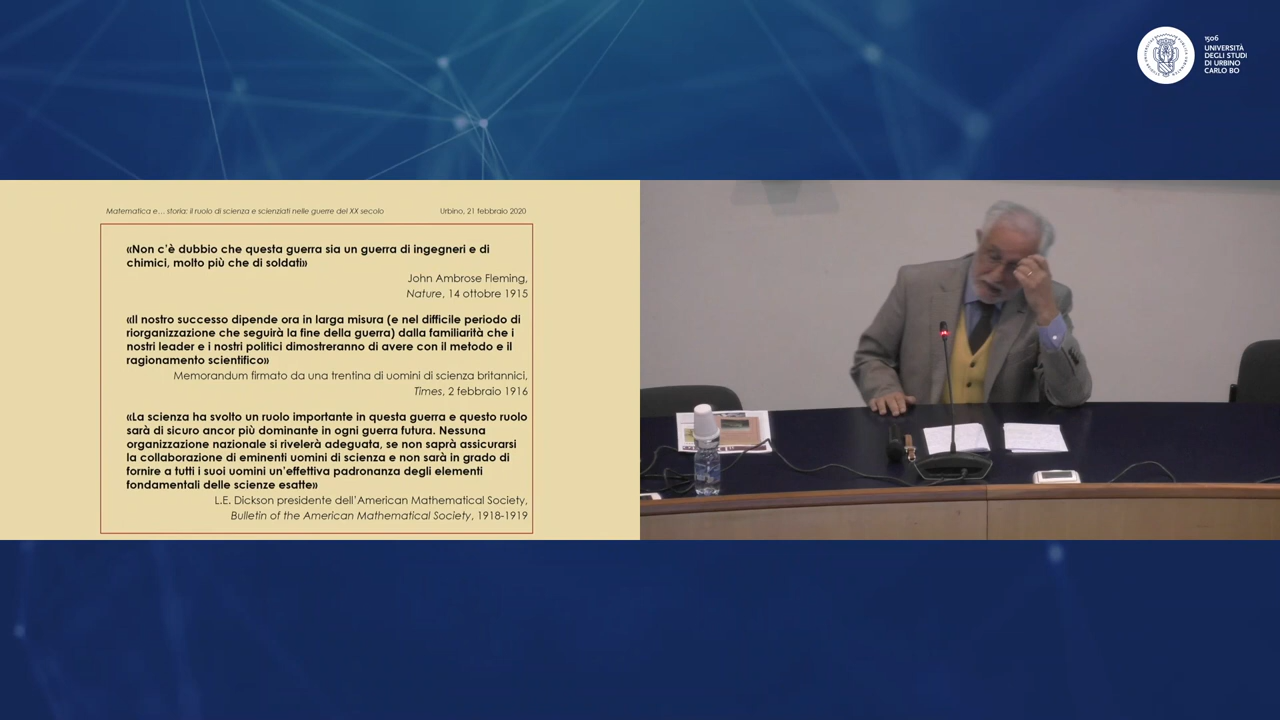 1506
UNIVERSITÀ
DEGLI STUDI
DI URBINO
CARLO BO
Matematica e... storia: il ruolo di scienza e scienziati nelle guerre del XX secolo
Urbino, 21 febbraio 2020
«Non c'è dubbio che questa guerra sia un guerra di ingegneri e di
chimici, molto più che di soldati»
John Ambrose Fleming,
Nature, 14 ottobre 1915
«Il nostro successo dipende ora in larga misura (e nel difficile periodo di
riorganizzazione che seguirà la fine della guerra) dalla familiarità che i
nostri leader e i nostri politici dimostreranno di avere con il metodo e il
ragionamento scientifico»
Memorandum firmato da una trentina di uomini di scienza britannici,
Times, 2 febbraio 1916
«La scienza ha svolto un ruolo importante in questa guerra e questo ruolo
sarà di sicuro ancor più dominante in ogni guerra futura. Nessuna
organizzazione nazionale si rivelerà adeguata, se non saprà assicurarsi
la collaborazione di eminenti uomini di scienza e non sarà in grado di
fornire a tutti i suoi uomini un'effettiva padronanza degli elementi
fondamentali delle scienze esatte»
L.E. Dickson presidente dell'American Mathematical Society,
Bulletin of the American Mathematical Society, 1918-1919